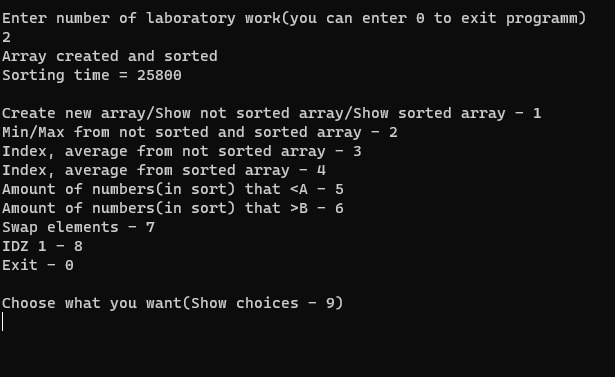 Enter number of laboratory work(you can enter 0 to exit programm)
2
Array created and sorted
Sorting time = 25800
Create new array/Show not sorted array/Show sorted array - 1
Min/Max from not sorted and sorted array - 2
Index, average from not sorted array - 3
Index, average from sorted array - 4
Amount of numbers(in sort) that <A - 5
Amount of numbers(in sort) that >B - 6
Swap elements - 7
IDZ 1 - 8
Exit - 0
Choose what you want(Show choices - 9)